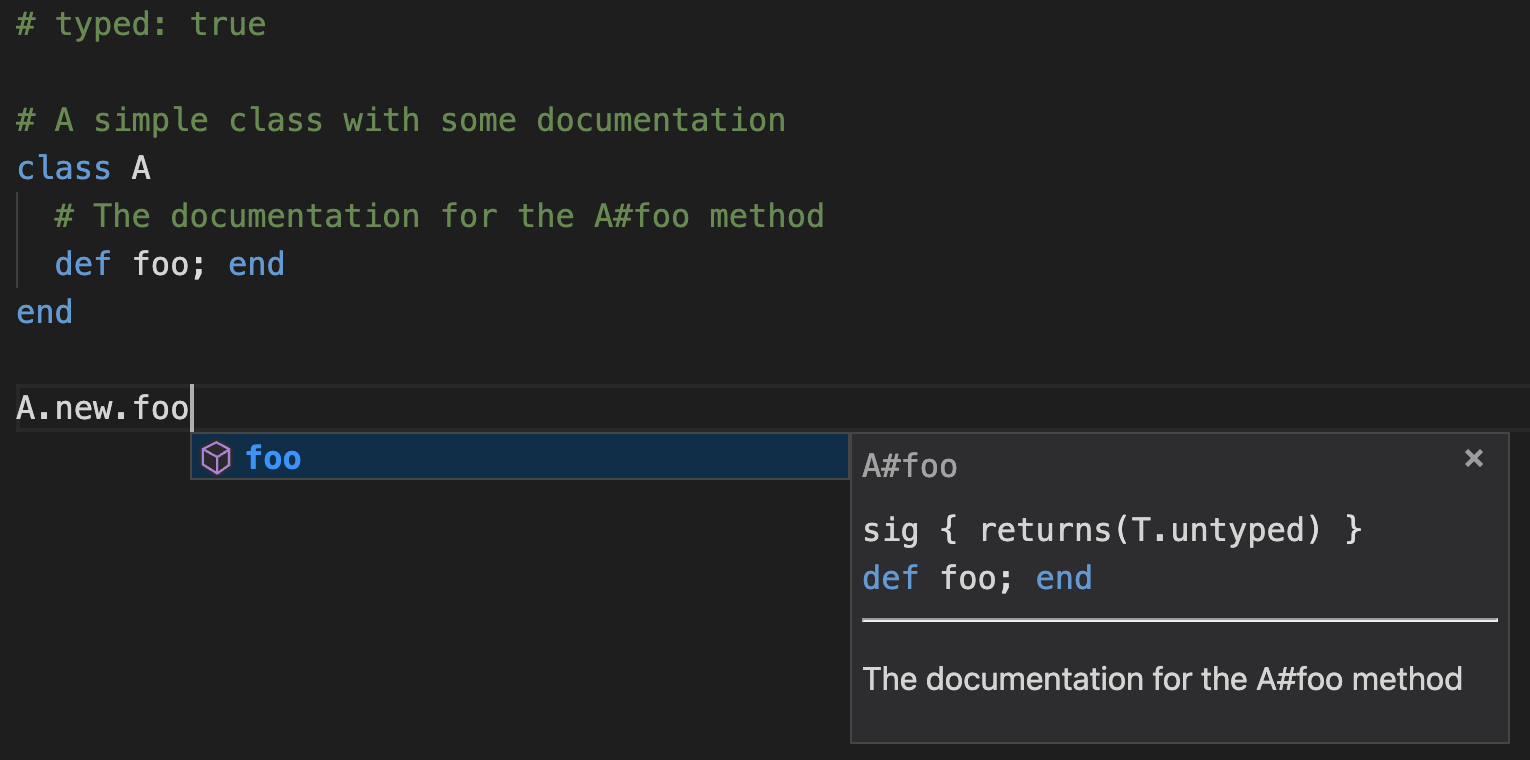 # typed: true
# A simple class with some documentation
class A
# The documentation for the A#foo method
def foo; end
end
A.new.foo
foo
A#foo
sig { returns(T.untyped) }
def foo; end
The documentation for the A#foo method